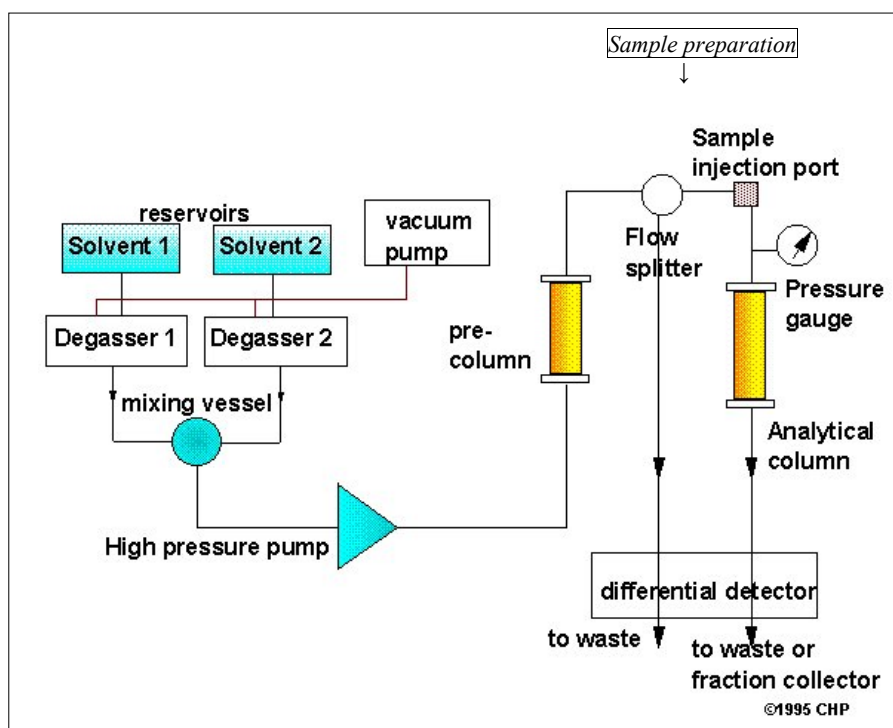 Sample preparation
↓
Sample
injection port
reservoirs
Solvent 1
Solvent 2
vacuum
pump
Flow
splitter
Pressure
gauge
Degasser 1
Degasser 2
pre-
column
mixing vessel
Analytical
column
High pressure pump
differential detector
to waste
to waste or
fraction collector
©1995 CHP